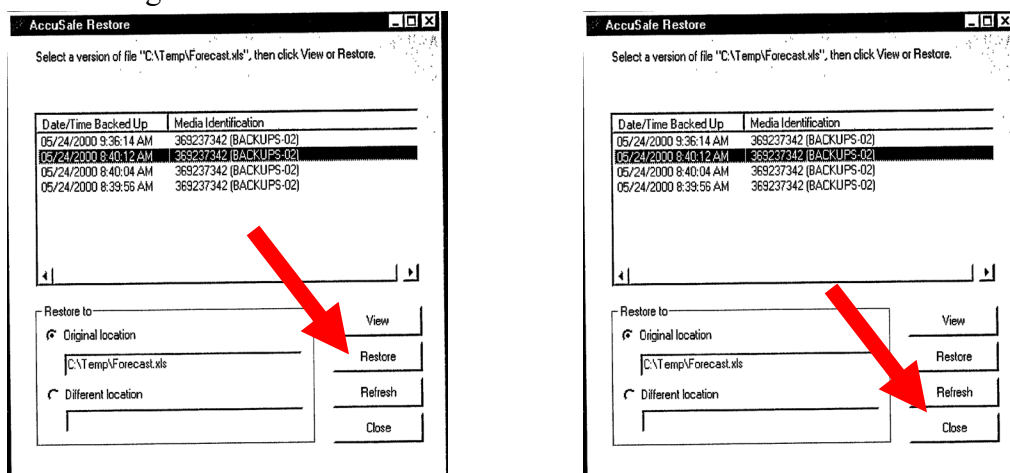 AccuSafe Restore
Select a version of file "C:\Temp\Forecast.xls", then click View or Restore.
Date/Time Backed Up Media Identification
05/24/2000 9:36:14 AM 369237342 (BACKUPS-02)
05/24/2000 8:40:12 AM 369237342 (BACKUPS-02)
05/24/2000 8:40:04 AM 369237342 (BACKUPS-02)
05/24/2000 8:39:56 AM 369237342 (BACKUPS-02)
Restore to
View
Original location
C:\Temp\Forecast.xls
Restore
Different location
Refresh
Close
AccuSafe Restore
Select a version of file "C:\Temp\Forecast.xls", then click View or Restore.
Date/Time Backed Up Media Identification
05/24/2000 9:36:14 AM 369237342 (BACKUPS-02)
05/24/2000 8:40:12 AM 369237342 (BACKUPS-02)
05/24/2000 8:40:04 AM 369237342 (BACKUPS-02)
05/24/2000 8:39:56 AM 369237342 (BACKUPS-02)
Restore to
View
Original location
C:\Temp\Forecast.xls
Restore
Different location
Refresh
Close